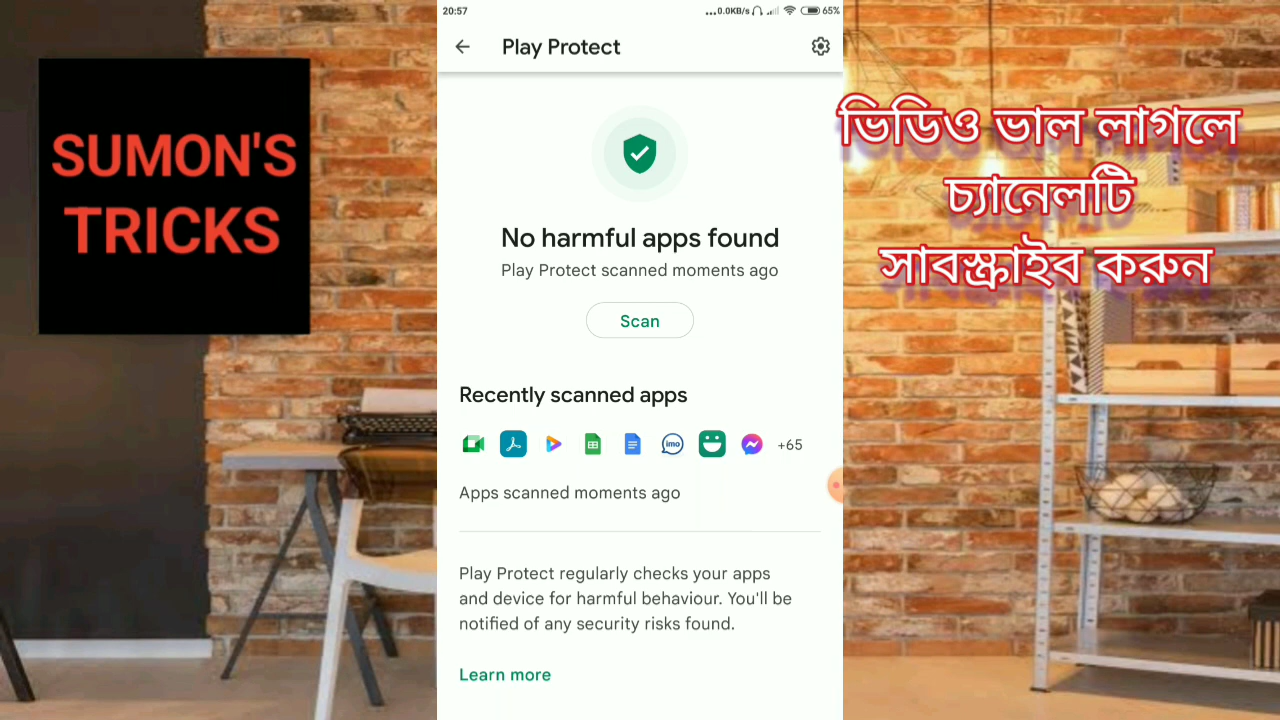 SUMON'S
TRICKS
20:57
...0.0KB/s
65%
Play Protect
No harmful apps found
Play Protect scanned moments ago
Scan
Recently scanned apps
imo
+65
Apps scanned moments ago
Play Protect regularly checks your apps
and device for harmful behaviour. You'll be
notified of any security risks found.
Learn more
ভিডিও ভাল লাগলে
চ্যানেলটি
সাবস্ক্রাইব করুন